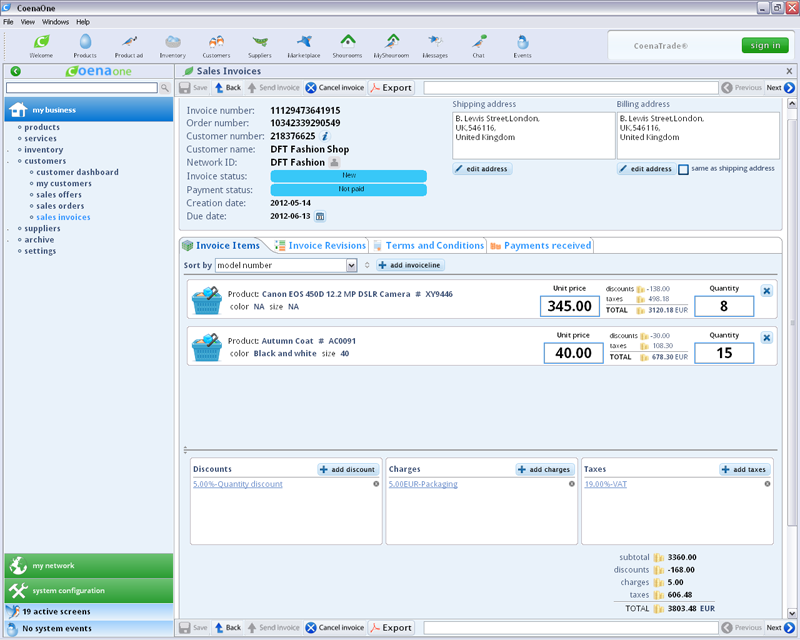 CoenaOne
File View Windows Help
Welcome Products Product ad Inventory Customers Suppliers Marketplace Showrooms MyShowroom Messages Chat Events
CoenaTrade® sign in
Coenaone
Sales Invoices
Save Back Send invoice Cancel invoice Export Previous Next
my business
products
services
inventory
customers
customer dashboard
my customers
sales offers
sales orders
sales invoices
suppliers
archive
settings
my network
system configuration
19 active screens
No system events
Invoice number: 11129473641915
Order number: 10342339290549
Customer number: 218376625
Customer name: DFT Fashion Shop
Network ID: DFT Fashion
Invoice status: New
Payment status: Not paid
Creation date: 2012-05-14
Due date: 2012-06-13
Shipping address
B. Lewis Street,London,
UK,546116,
United Kingdom
edit address
Billing address
B. Lewis Street,London,
UK,546116,
United Kingdom
edit address same as shipping address
Invoice Items Invoice Revisions Terms and Conditions Payments received
Sort by model number add invoiceline
Product: Canon EOS 450D 12.2 MP DSLR Camera # XY9446
color NA size NA
Unit price
345.00
discounts -138.00
taxes 498.18
TOTAL 3120.18 EUR
Quantity
8
Product: Autumn Coat # AC0091
color Black and white size 40
Unit price
40.00
discounts -30.00
taxes 108.30
TOTAL 678.30 EUR
Quantity
15
Discounts add discount
5.00%-Quantity discount
Charges add charges
5.00EUR-Packaging
Taxes add taxes
19.00%-VAT
subtotal 3360.00
discounts -168.00
charges 5.00
taxes 606.48
TOTAL 3803.48 EUR
Save Back Send invoice Cancel invoice Export Previous Next